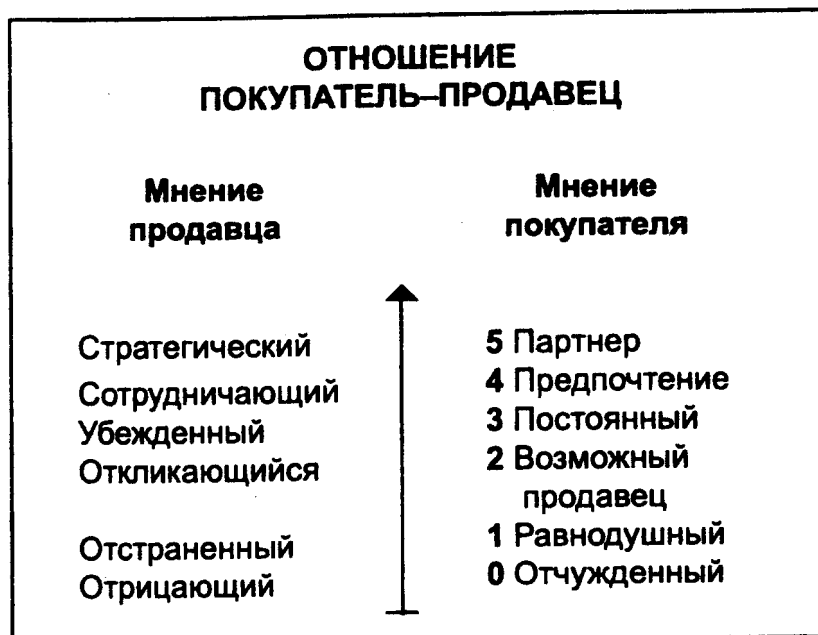 ОТНОШЕНИЕ
ПОКУПАТЕЛЬ–ПРОДАВЕЦ
Мнение
продавца
Мнение
покупателя
Стратегический
Сотрудничающий
Убежденный
Откликающийся
Отстраненный
Отрицающий
5 Партнер
4 Предпочтение
3 Постоянный
2 Возможный
продавец
1 Равнодушный
0 Отчужденный